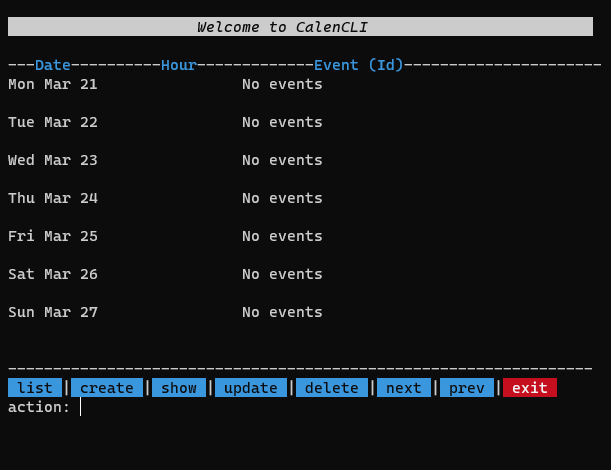 Welcome to CalenCLI
---Date----------Hour-------------Event (Id)----------------------
Mon Mar 21                No events
Tue Mar 22                No events
Wed Mar 23                No events
Thu Mar 24                No events
Fri Mar 25                No events
Sat Mar 26                No events
Sun Mar 27                No events
-----------------------------------------------------------------
list | create | show | update | delete | next | prev | exit
action: